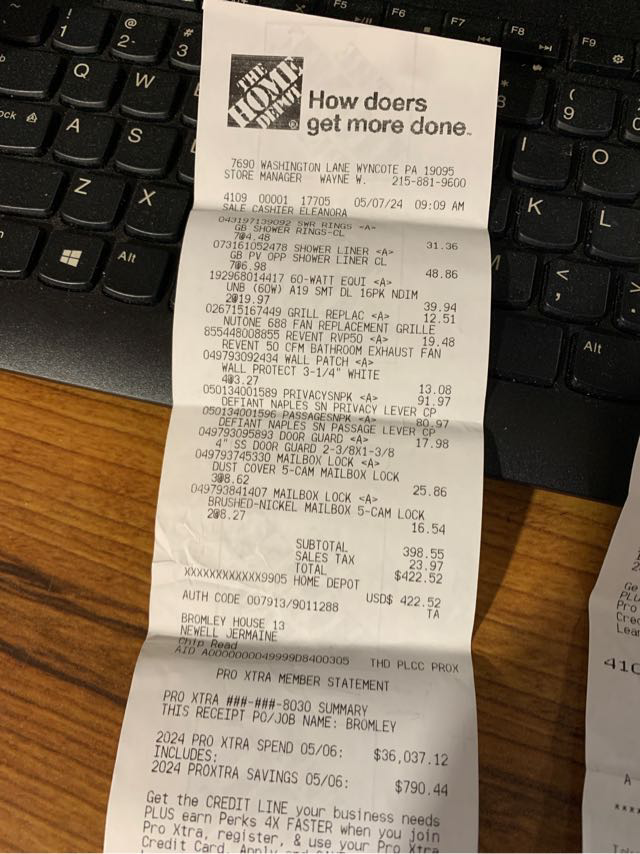 THE HOME DEPOT®
How doers
get more done™
7690 WASHINGTON LANE WYNCOTE PA 19095
STORE MANAGER WAYNE W. 215-881-9600
4109 00001 17705 05/07/24 09:09 AM
SALE CASHIER ELEANORA
043197139092 SWR RINGS <A>
GB SHOWER RINGS-CL
7@4.48 31.36
073161052478 SHOWER LINER <A>
GB PV OPP SHOWER LINER CL
7@6.98 48.86
192968014417 60-WATT EQUI <A>
UNB (60W) A19 SMT DL 16PK NDIM
2@19.97 39.94
026715167449 GRILL REPLAC <A> 12.51
NUTONE 688 FAN REPLACEMENT GRILLE
855448008855 REVENT RVP50 <A> 19.48
REVENT 50 CFM BATHROOM EXHAUST FAN
049793092434 WALL PATCH <A>
WALL PROTECT 3-1/4" WHITE
4@3.27 13.08
050134001589 PRIVACYSNPK <A> 91.97
DEFIANT NAPLES SN PRIVACY LEVER CP
050134001596 PASSAGESNPK <A> 80.97
DEFIANT NAPLES SN PASSAGE LEVER CP
049793095893 DOOR GUARD <A> 17.98
4" SS DOOR GUARD 2-3/8X1-3/8
049793745330 MAILBOX LOCK <A>
DUST COVER 5-CAM MAILBOX LOCK
3@8.62 25.86
049793841407 MAILBOX LOCK <A>
BRUSHED-NICKEL MAILBOX 5-CAM LOCK
2@8.27 16.54
SUBTOTAL 398.55
SALES TAX 23.97
TOTAL $422.52
XXXXXXXXXXXX9905 HOME DEPOT
USD$ 422.52
AUTH CODE 007913/9011288 TA
BROMLEY HOUSE 13
NEWELL JERMAINE
Chip Read
AID A0000000049999D8400305 THD PLCC PROX
PRO XTRA MEMBER STATEMENT
PRO XTRA ###-###-8030 SUMMARY
THIS RECEIPT PO/JOB NAME: BROMLEY
2024 PRO XTRA SPEND 05/06: $36,037.12
INCLUDES:
2024 PROXTRA SAVINGS 05/06: $790.44
Get the CREDIT LINE your business needs
PLUS earn Perks 4X FASTER when you join
Pro Xtra, register, & use your Pro Xtra